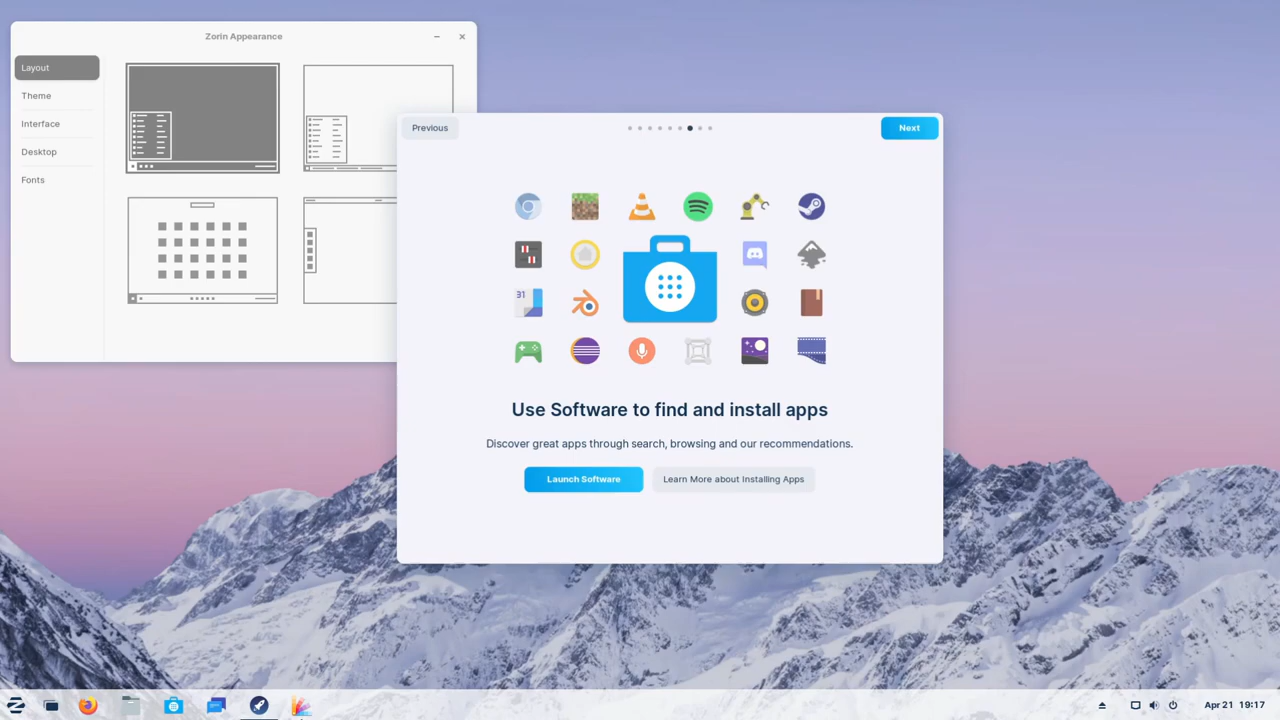 Zorin Appearance
Layout
Theme
Interface
Desktop
Fonts
Previous
Next
31
Use Software to find and install apps
Discover great apps through search, browsing and our recommendations.
Launch Software
Learn More about Installing Apps
Apr 21 19:17